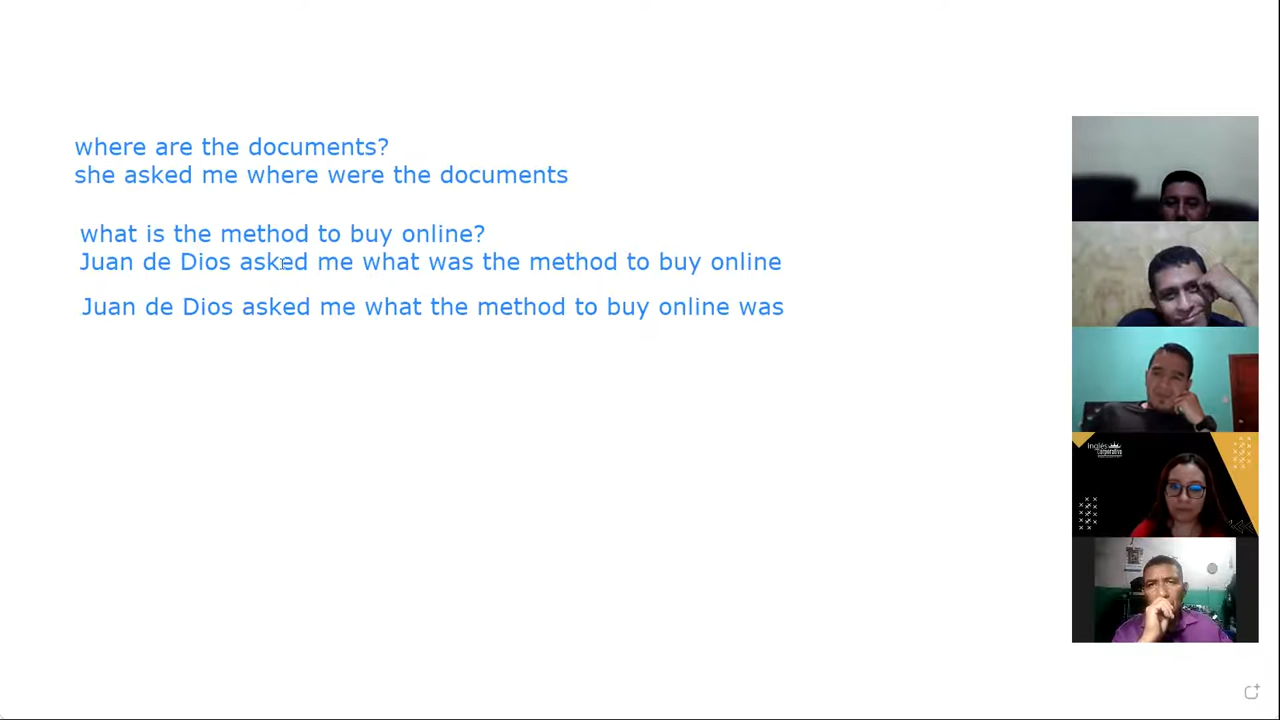 where are the documents?
she asked me where were the documents
what is the method to buy online?
Juan de Dios asked me what was the method to buy online
Juan de Dios asked me what the method to buy online was
Inglés
Corporativo